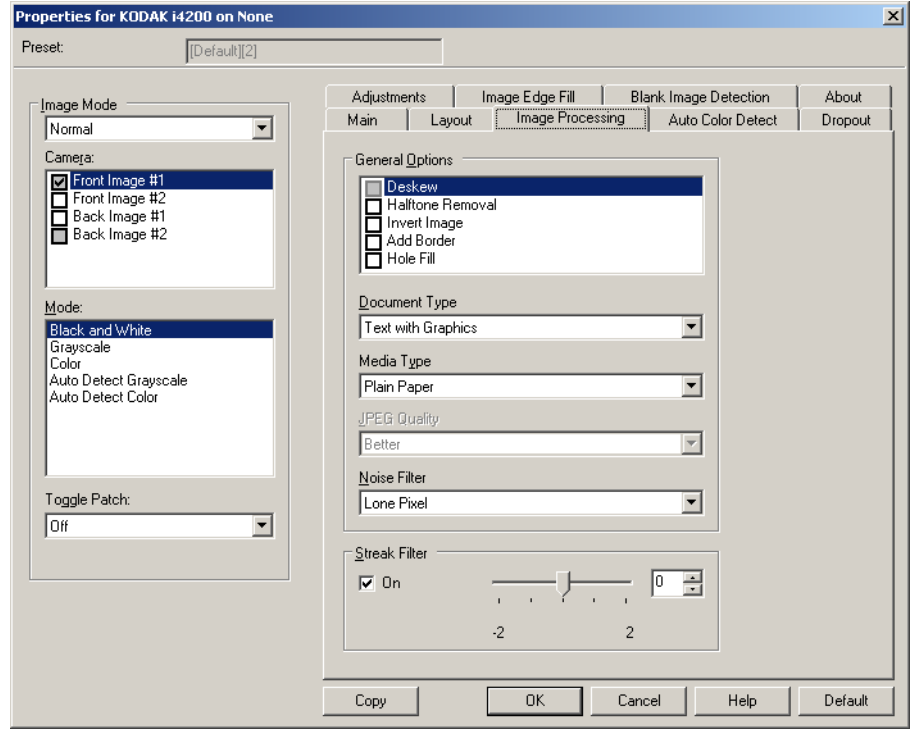 Properties for KODAK i4200 on None
Preset:
[Default][2]
Image Mode
Normal
Camera:
Front Image #1
Front Image #2
Back Image #1
Back Image #2
Mode:
Black and White
Grayscale
Color
Auto Detect Grayscale
Auto Detect Color
Toggle Patch:
Off
Adjustments
Image Edge Fill
Blank Image Detection
About
Main
Layout
Image Processing
Auto Color Detect
Dropout
General Options
Deskew
Halftone Removal
Invert Image
Add Border
Hole Fill
Document Type
Text with Graphics
Media Type
Plain Paper
JPEG Quality
Better
Noise Filter
Lone Pixel
Streak Filter
On
0
-2
2
Copy
OK
Cancel
Help
Default